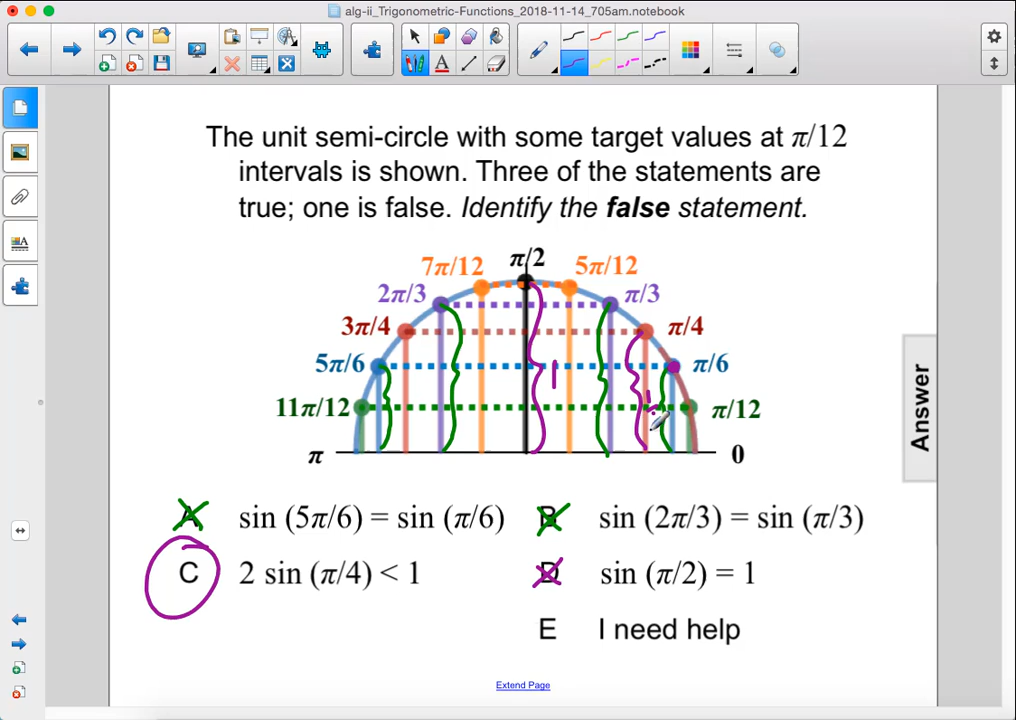 alg-ii_Trigonometric-Functions_2018-11-14_705am.notebook
The unit semi-circle with some target values at π/12
intervals is shown. Three of the statements are
true; one is false. Identify the false statement.
π/2
7π/12 5π/12
2π/3 π/3
3π/4 π/4
5π/6 π/6
1
11π/12 π/12
π 0
A sin (5π/6) = sin (π/6) B sin (2π/3) = sin (π/3)
C 2 sin (π/4) < 1 D sin (π/2) = 1
E I need help
Extend Page
Answer